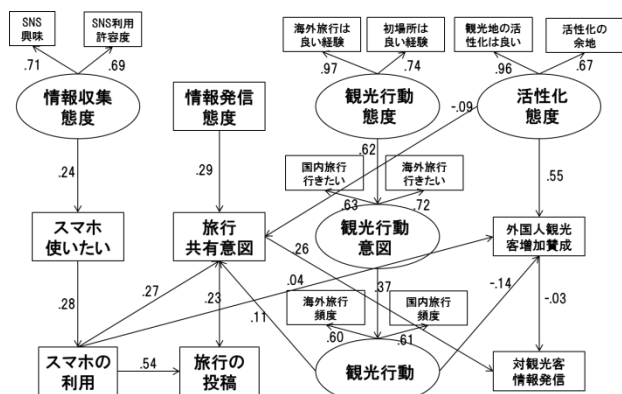 SNS
興味
SNS利用
許容度
海外旅行は
良い経験
初場所は
良い経験
観光地の活
性化は良い
活性化の
余地
.71
.69
.97
.74
.96
.67
情報収集
態度
情報発信
態度
観光行動
態度
活性化
態度
-.09
.24
.29
.62
.55
国内旅行
行きたい
海外旅行
行きたい
.63
.72
スマホ
使いたい
旅行
共有意図
観光行動
意図
外国人観光
客増加賛成
.26
.28
.27
.23
.04
.11
.37
-.14
-.03
海外旅行
頻度
国内旅行
頻度
.60
.61
スマホの
利用
.54
旅行の
投稿
観光行動
対観光客
情報発信